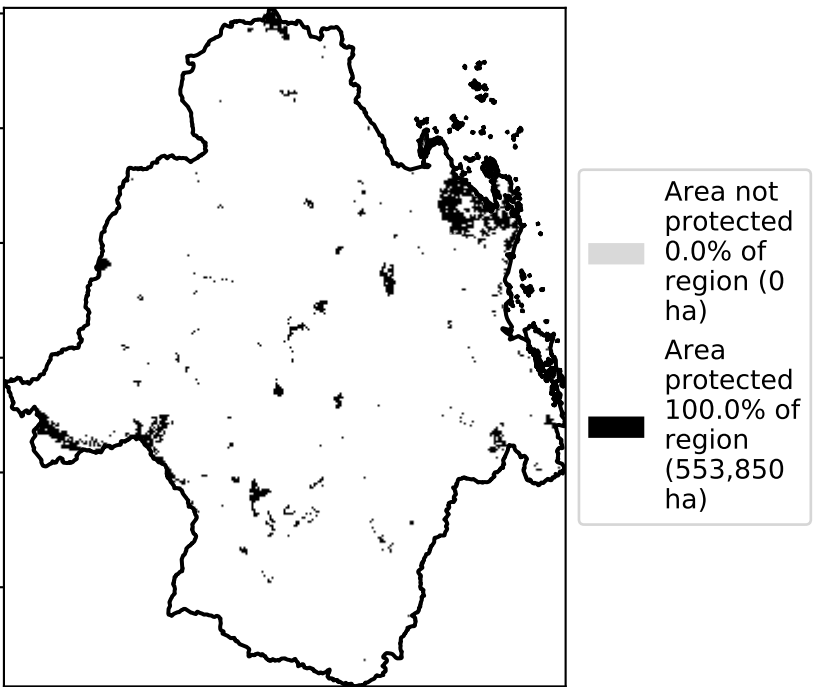 Area not
protected
0.0% of
region (0
ha)
Area
protected
100.0% of
region
(553,850
ha)